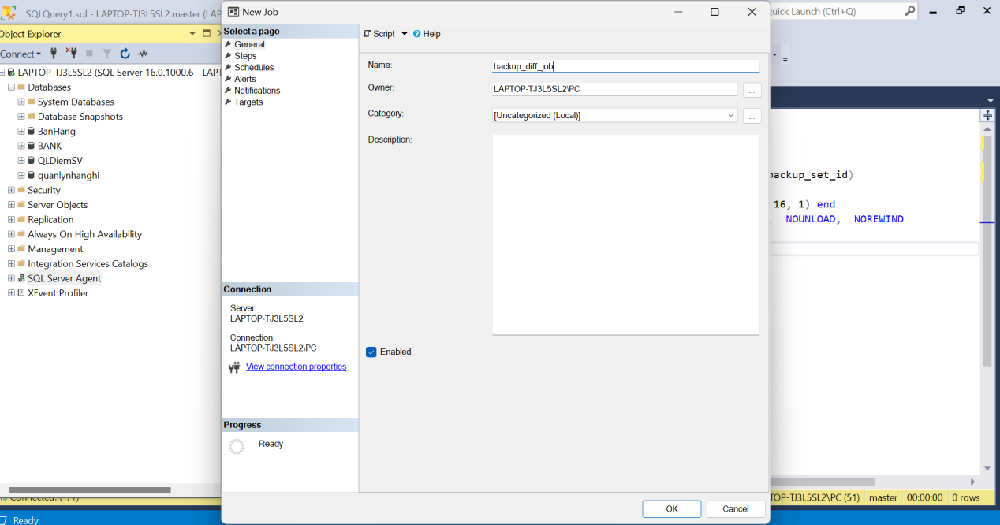 SQLQuery1.sql - LAPTOP-TJ3L5SL2.master (LAP
New Job
Quick Launch (Ctrl+Q)
Object Explorer
Connect
LAPTOP-TJ3L5SL2 (SQL Server 16.0.1000.6 - LAPT
Databases
System Databases
Database Snapshots
BanHang
BANK
QLDiemSV
quanlynhanghi
Security
Server Objects
Replication
Always On High Availability
Management
Integration Services Catalogs
SQL Server Agent
XEvent Profiler
Select a page
General
Steps
Schedules
Alerts
Notifications
Targets
Connection
Server:
LAPTOP-TJ3L5SL2
Connection:
LAPTOP-TJ3L5SL2\PC
View connection properties
Progress
Ready
Script
Help
Name:
backup_diff_job
Owner:
LAPTOP-TJ3L5SL2\PC
...
Category:
[Uncategorized (Local)]
...
Description:
Enabled
OK
Cancel
backup_set_id)
16, 1) end
, NOUNLOAD, NOREWIND
Connected. (1/1)
TOP-TJ3L5SL2\PC (51)
master
00:00:00
0 rows
Ready